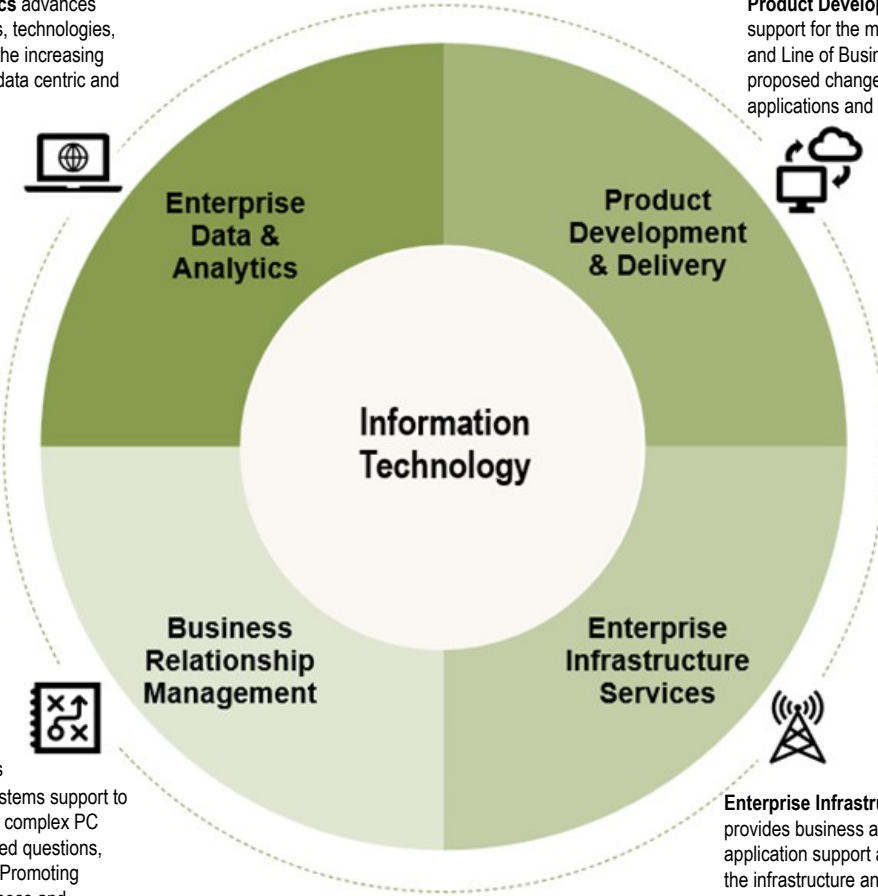 cs advances
s, technologies,
he increasing
data centric and
Product Develop
support for the m
and Line of Busin
proposed change
applications and
Enterprise
Data &
Analytics
Product
Development
& Delivery
Information
Technology
Business
Relationship
Management
Enterprise
Infrastructure
Services
s
stems support to
complex PC
ed questions,
Promoting
ness and
Enterprise Infrastru
provides business a
application support a
the infrastructure an